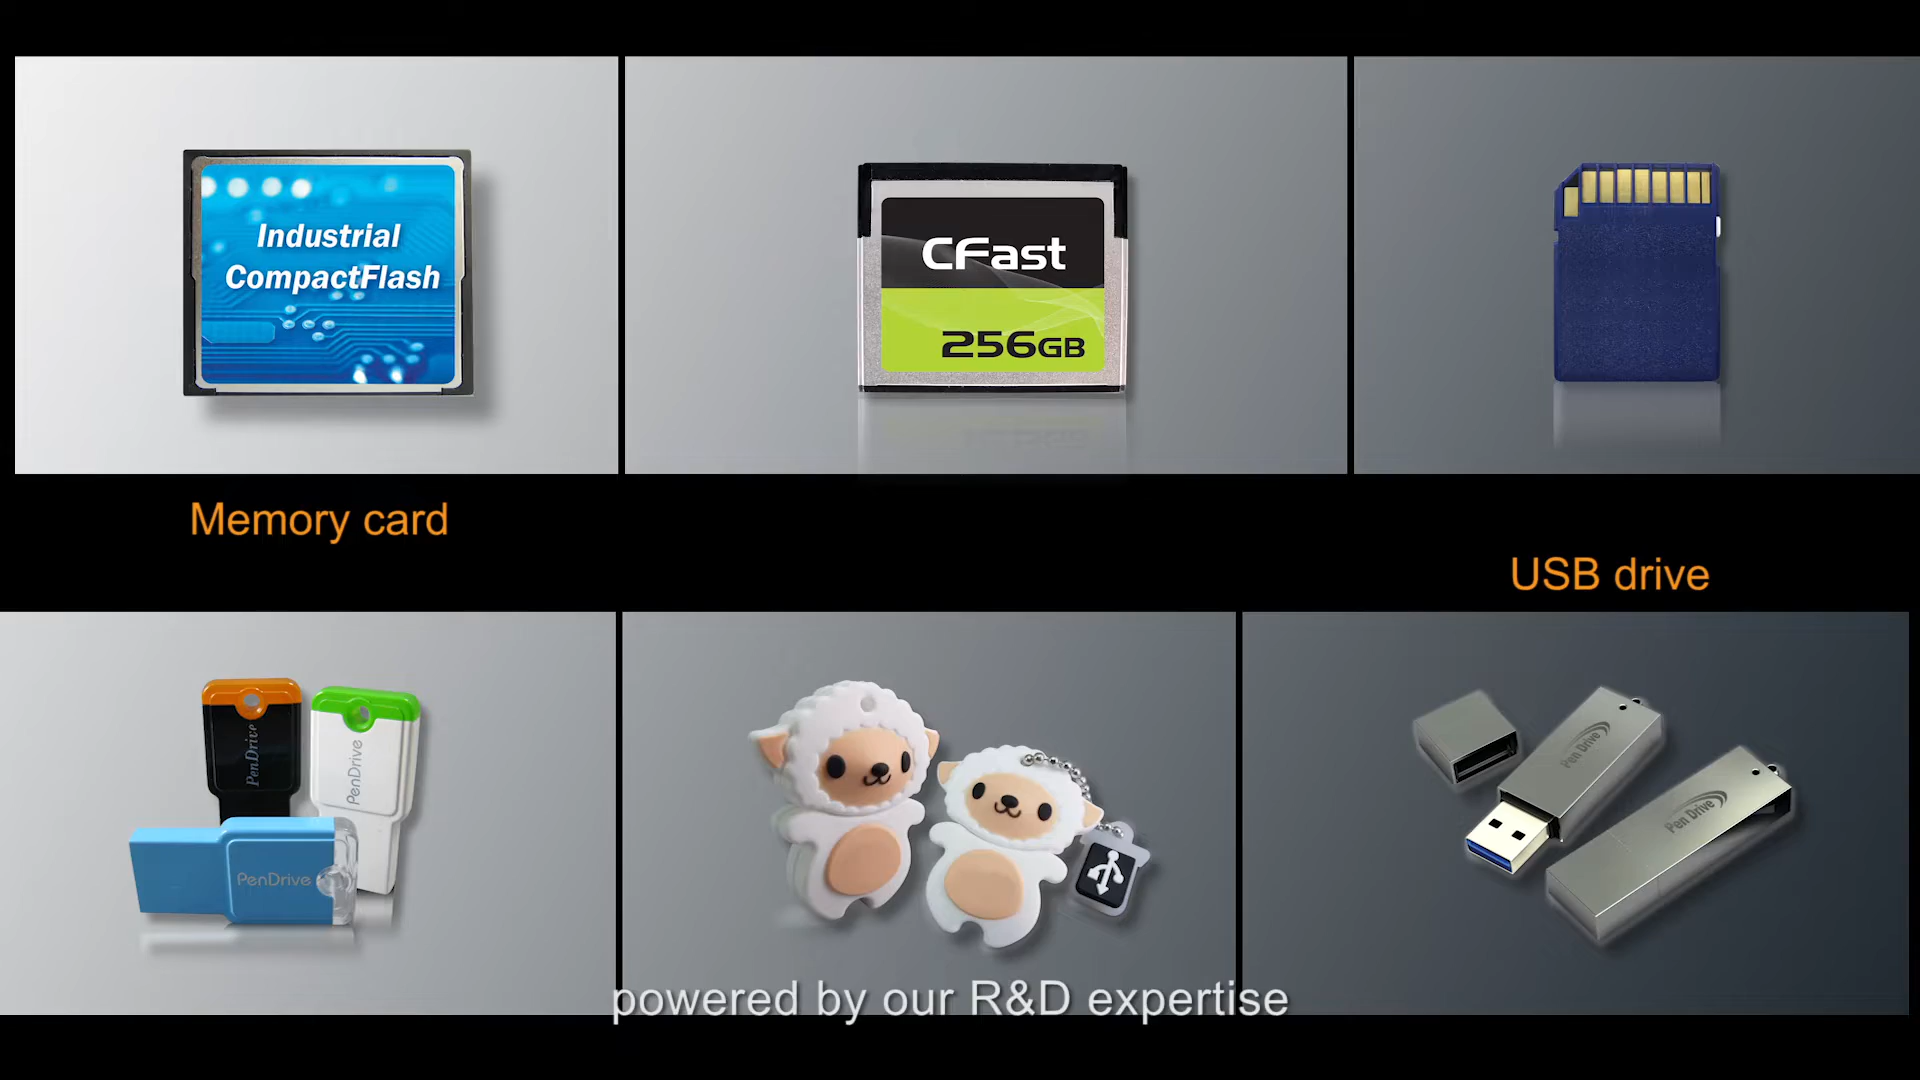 Industrial
CompactFlash
CFast
256GB
Memory card
USB drive
PenDrive
PenDrive
PenDrive
Pen Drive
Pen Drive
powered by our R&D expertise